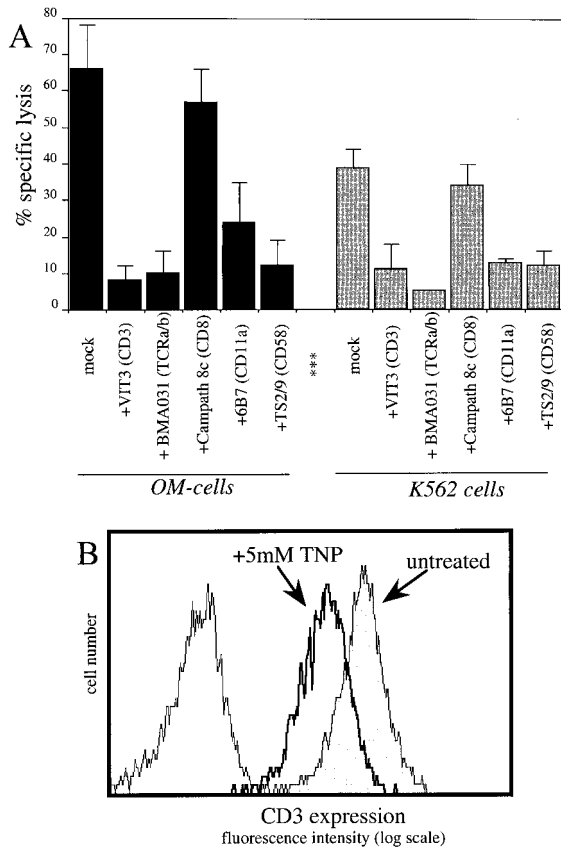 A
% specific lysis
80
70
60
50
40
30
20
10
0
mock
+VIT3 (CD3)
+ BMA031 (TCRa/b)
+Campath 8c (CD8)
+6B7 (CD11a)
+TS2/9 (CD58)
***
mock
+VIT3 (CD3)
+ BMA031 (TCRa/b)
+Campath 8c (CD8)
+6B7 (CD11a)
+TS2/9 (CD58)
OM-cells
K562 cells
B
+5mM TNP
untreated
cell number
CD3 expression
fluorescence intensity (log scale)